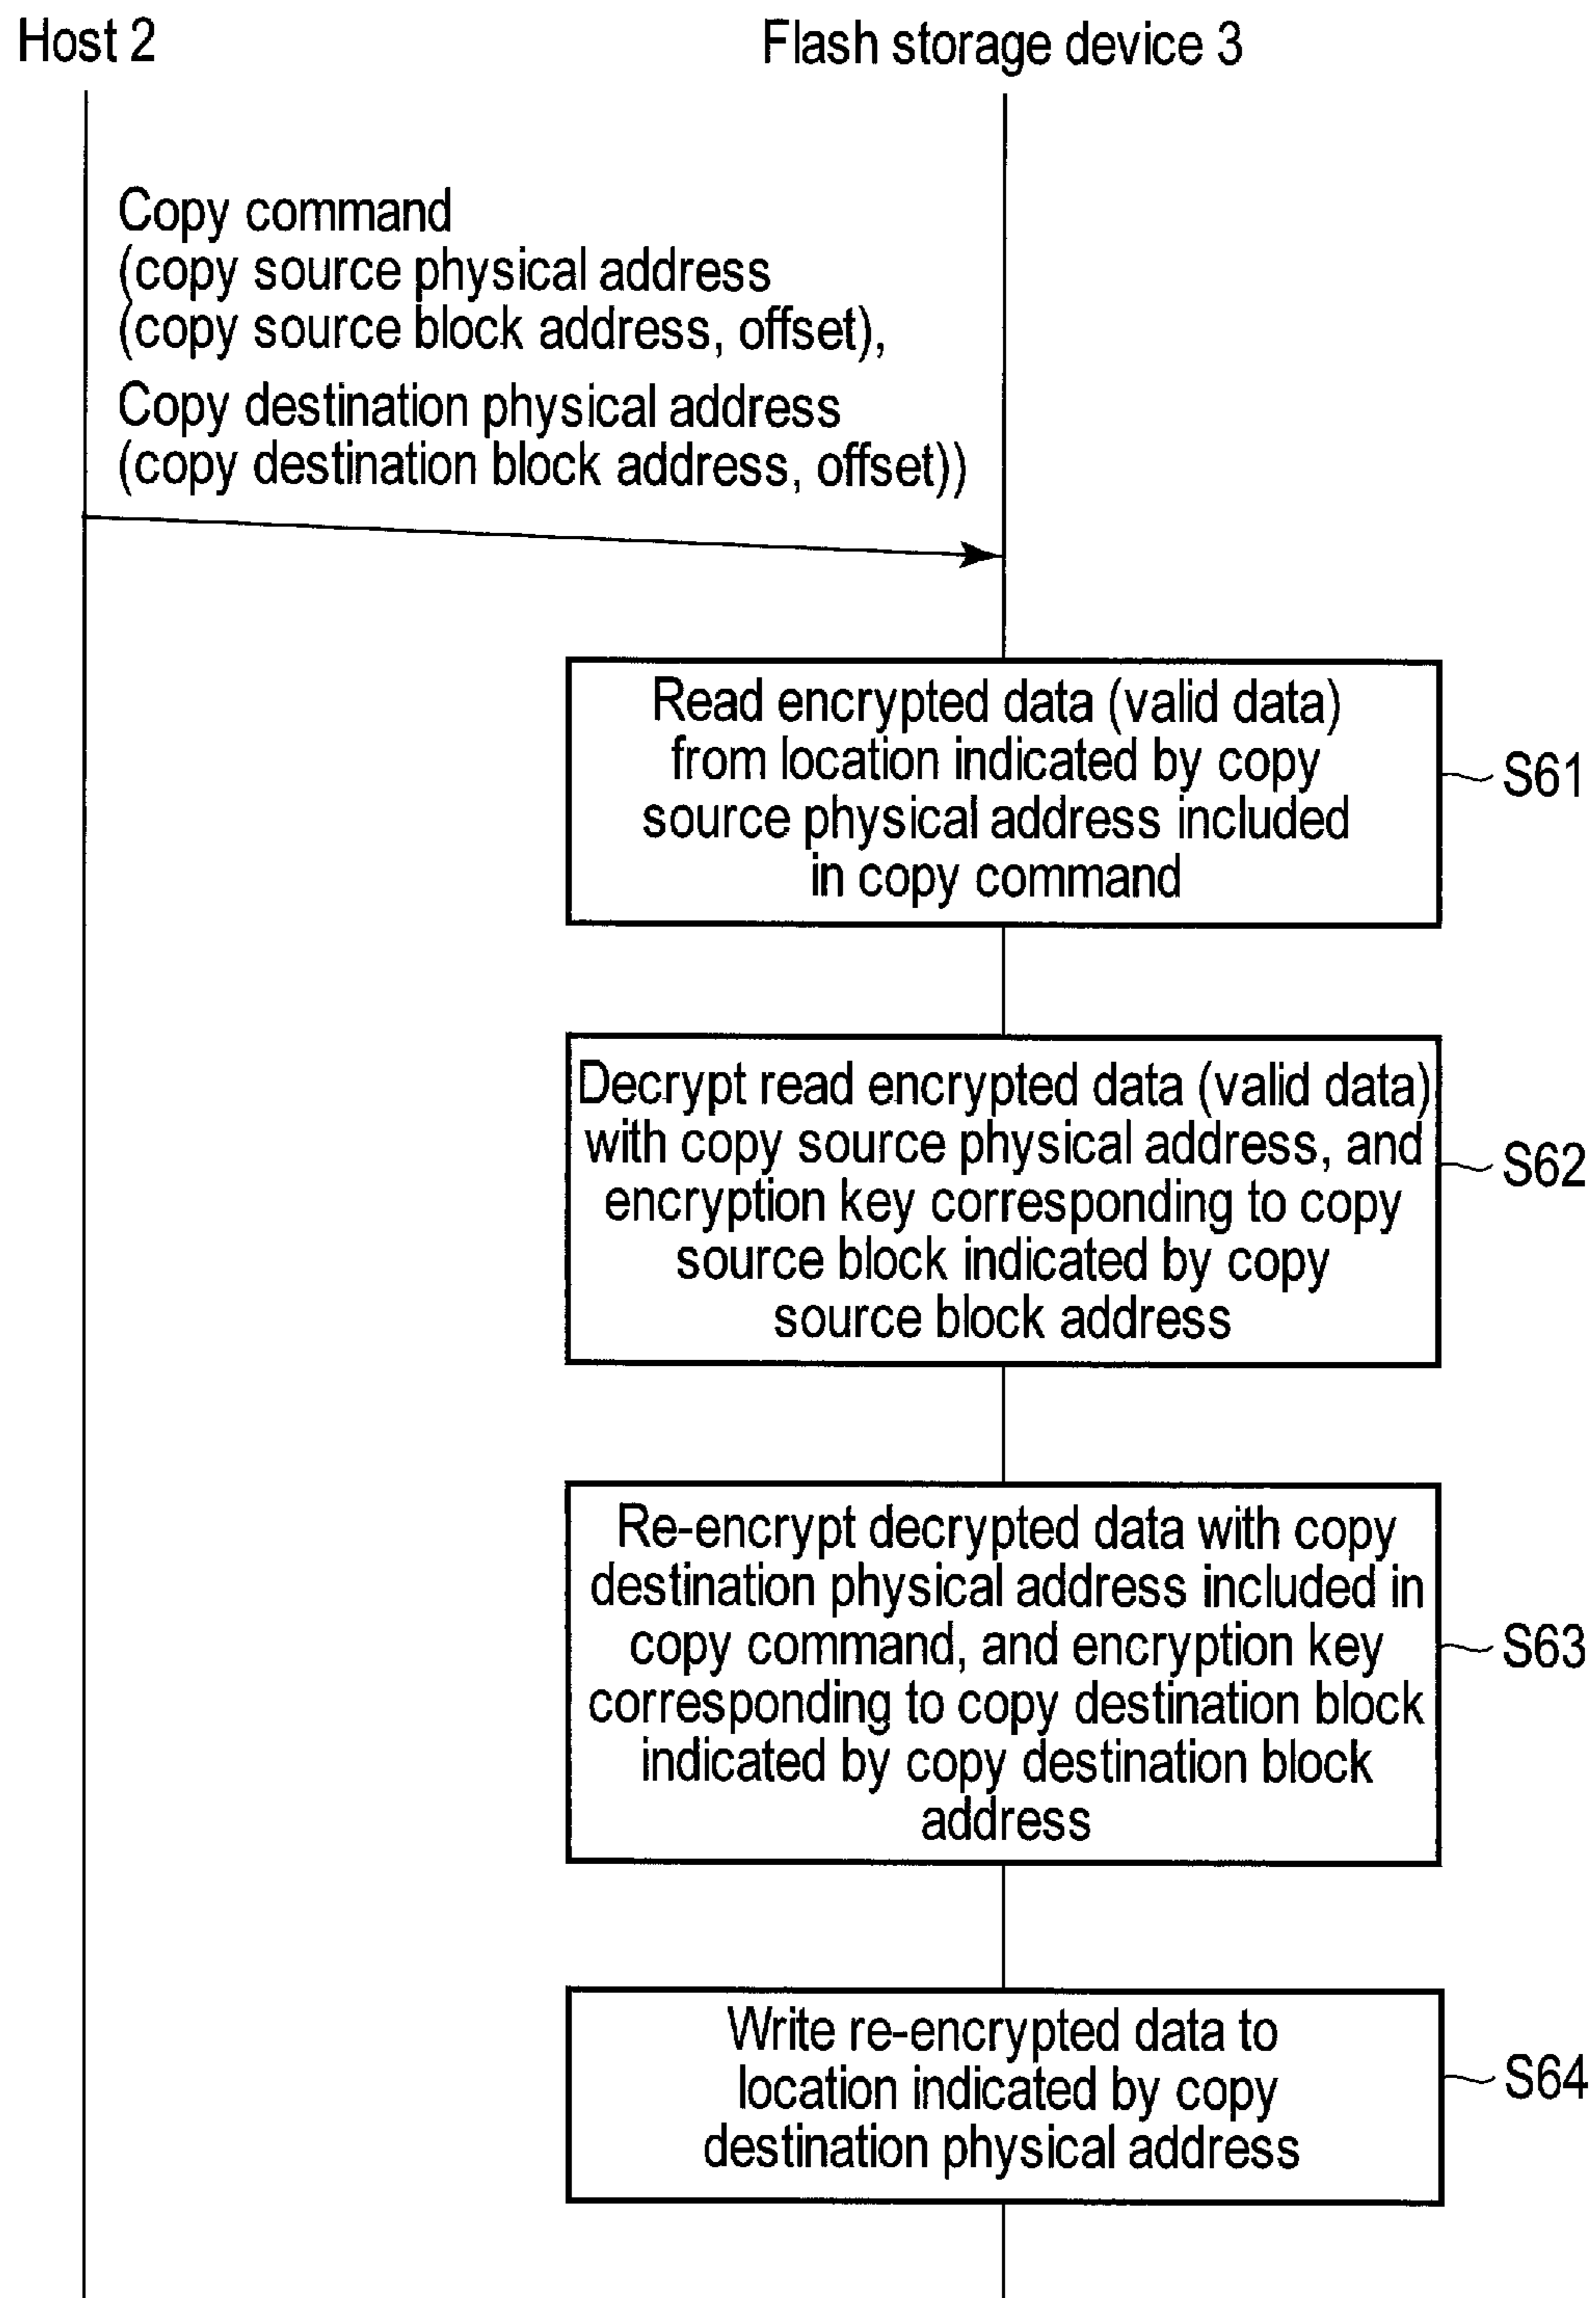 Host 2
Flash storage device 3
Copy command
(copy source physical address
(copy source block address, offset),
Copy destination physical address
(copy destination block address, offset))
Read encrypted data (valid data)
from location indicated by copy
source physical address included
in copy command
S61
Decrypt read encrypted data (valid data)
with copy source physical address, and
encryption key corresponding to copy
source block indicated by copy
source block address
S62
Re-encrypt decrypted data with copy
destination physical address included in
copy command, and encryption key
corresponding to copy destination block
indicated by copy destination block
address
S63
Write re-encrypted data to
location indicated by copy
destination physical address
S64